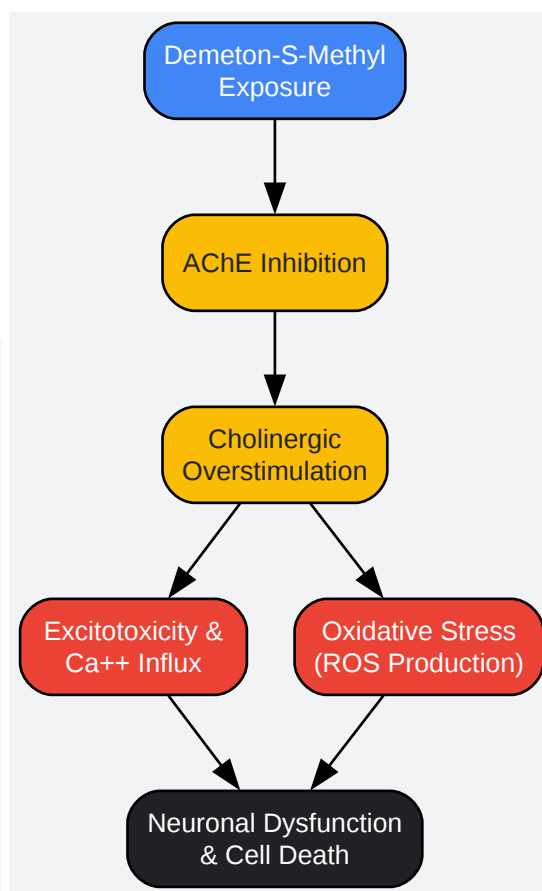 Demeton-S-Methyl
Exposure
AChE Inhibition
Cholinergic
Overstimulation
Excitotoxicity &
Ca++ Influx
Oxidative Stress
(ROS Production)
Neuronal Dysfunction
& Cell Death